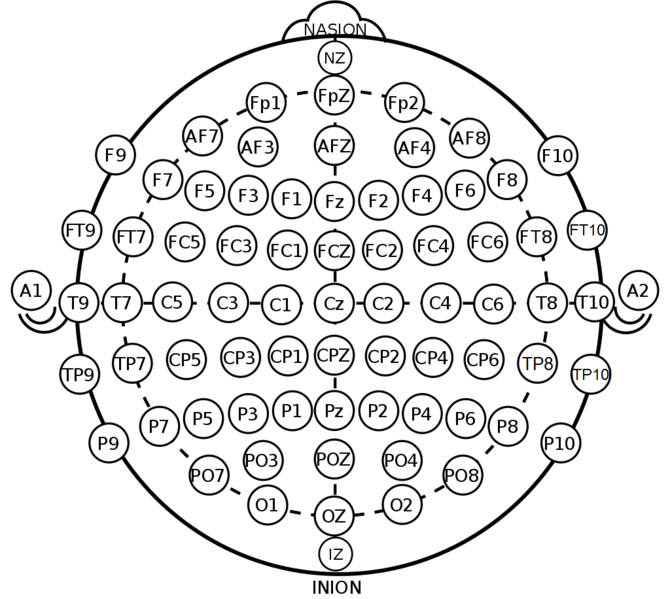 NASION
NZ
Fp1 FpZ Fp2
AF7 AF3 AFZ AF4 AF8
F9 F10
F7 F5 F3 F1 Fz F2 F4 F6 F8
FT9 FT7 FC5 FC3 FC1 FCZ FC2 FC4 FC6 FT8 FT10
A1 T9 T7 C5 C3 C1 Cz C2 C4 C6 T8 T10 A2
TP9 TP7 CP5 CP3 CP1 CPZ CP2 CP4 CP6 TP8 TP10
P9 P7 P5 P3 P1 Pz P2 P4 P6 P8 P10
PO7 PO3 POZ PO4 PO8
O1 OZ O2
IZ
INION